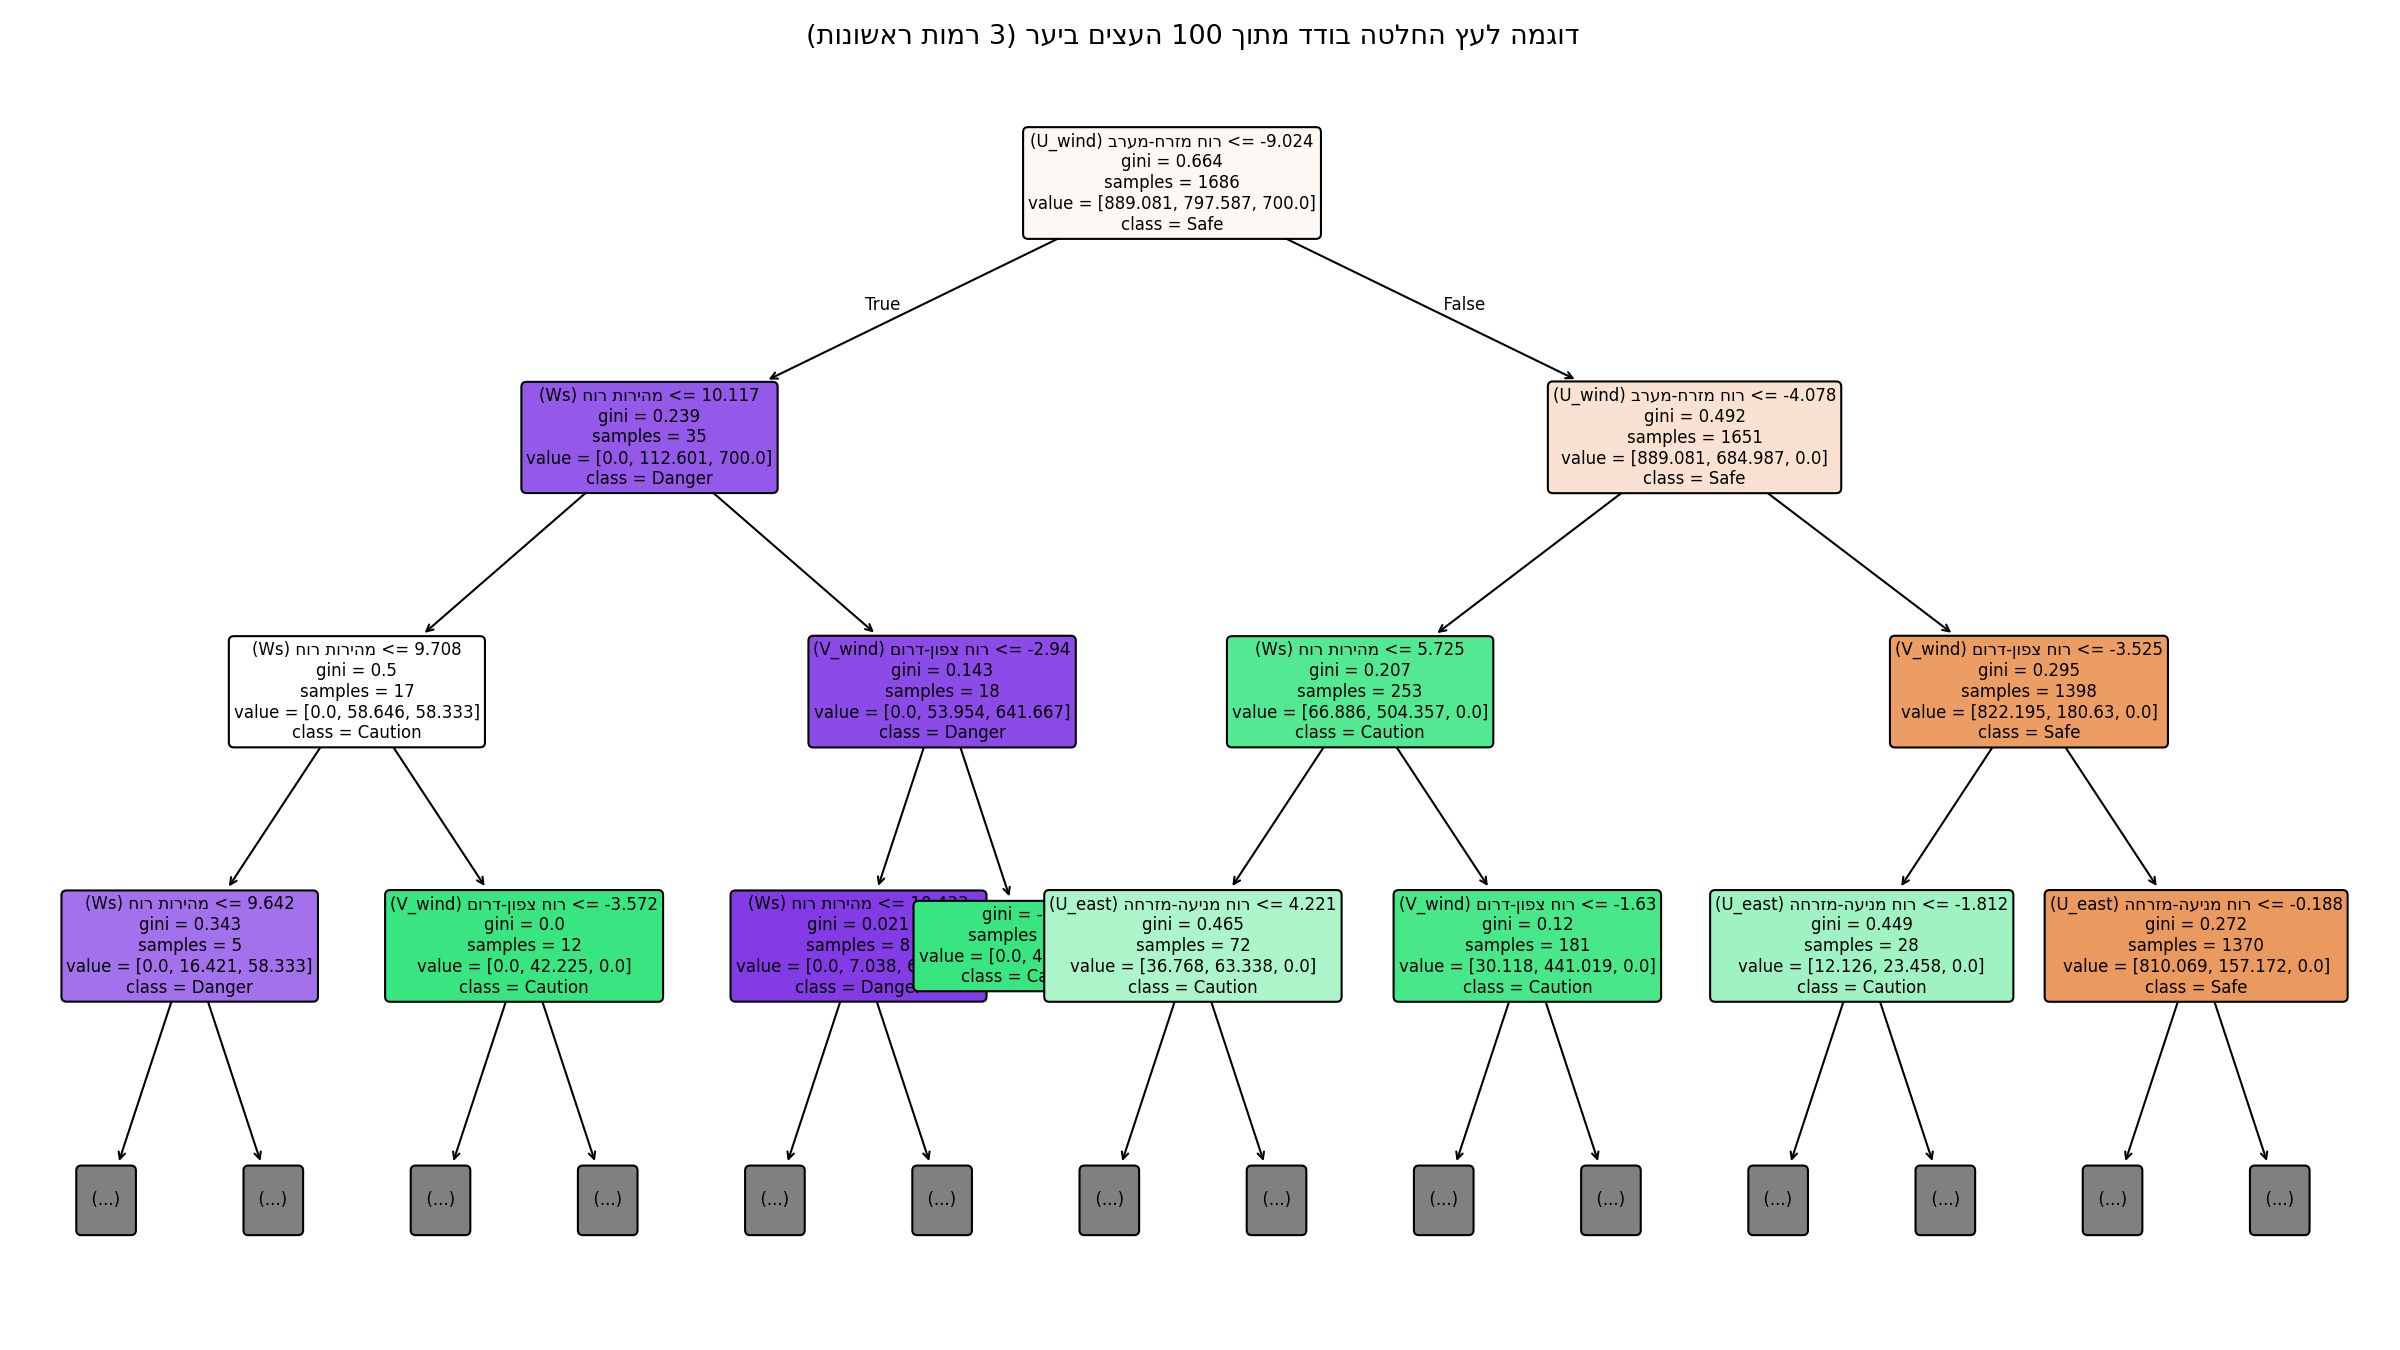 דוגמה לעץ החלטה בודד מתוך 100 העצים ביער (3 רמות ראשונות)
רוח מזרח-מערב (U_wind) <= -9.024
gini = 0.664
samples = 1686
value = [889.081, 797.587, 700.0]
class = Safe
True
False
מהירות רוח (Ws) <= 10.117
gini = 0.239
samples = 35
value = [0.0, 112.601, 700.0]
class = Danger
רוח מזרח-מערב (U_wind) <= -4.078
gini = 0.492
samples = 1651
value = [889.081, 684.987, 0.0]
class = Safe
מהירות רוח (Ws) <= 9.708
gini = 0.5
samples = 17
value = [0.0, 58.646, 58.333]
class = Caution
רוח צפון-דרום (V_wind) <= -2.94
gini = 0.143
samples = 18
value = [0.0, 53.954, 641.667]
class = Danger
מהירות רוח (Ws) <= 5.725
gini = 0.207
samples = 253
value = [66.886, 504.357, 0.0]
class = Caution
רוח צפון-דרום (V_wind) <= -3.525
gini = 0.295
samples = 1398
value = [822.195, 180.63, 0.0]
class = Safe
מהירות רוח (Ws) <= 9.642
gini = 0.343
samples = 5
value = [0.0, 16.421, 58.333]
class = Danger
רוח צפון-דרום (V_wind) <= -3.572
gini = 0.0
samples = 12
value = [0.0, 42.225, 0.0]
class = Caution
מהירות רוח (Ws) <=
gini = 0.021
samples = 8
value = [0.0, 7.038,
class = Danger
gini =
samples
value = [0.0,
class =
רוח מניעה-מזרחה (U_east) <= 4.221
gini = 0.465
samples = 72
value = [36.768, 63.338, 0.0]
class = Caution
רוח צפון-דרום (V_wind) <= -1.63
gini = 0.12
samples = 181
value = [30.118, 441.019, 0.0]
class = Caution
רוח מניעה-מזרחה (U_east) <= -1.812
gini = 0.449
samples = 28
value = [12.126, 23.458, 0.0]
class = Caution
רוח מניעה-מזרחה (U_east) <= -0.188
gini = 0.272
samples = 1370
value = [810.069, 157.172, 0.0]
class = Safe
(...)
(...)
(...)
(...)
(...)
(...)
(...)
(...)
(...)
(...)
(...)
(...)
(...)
(...)